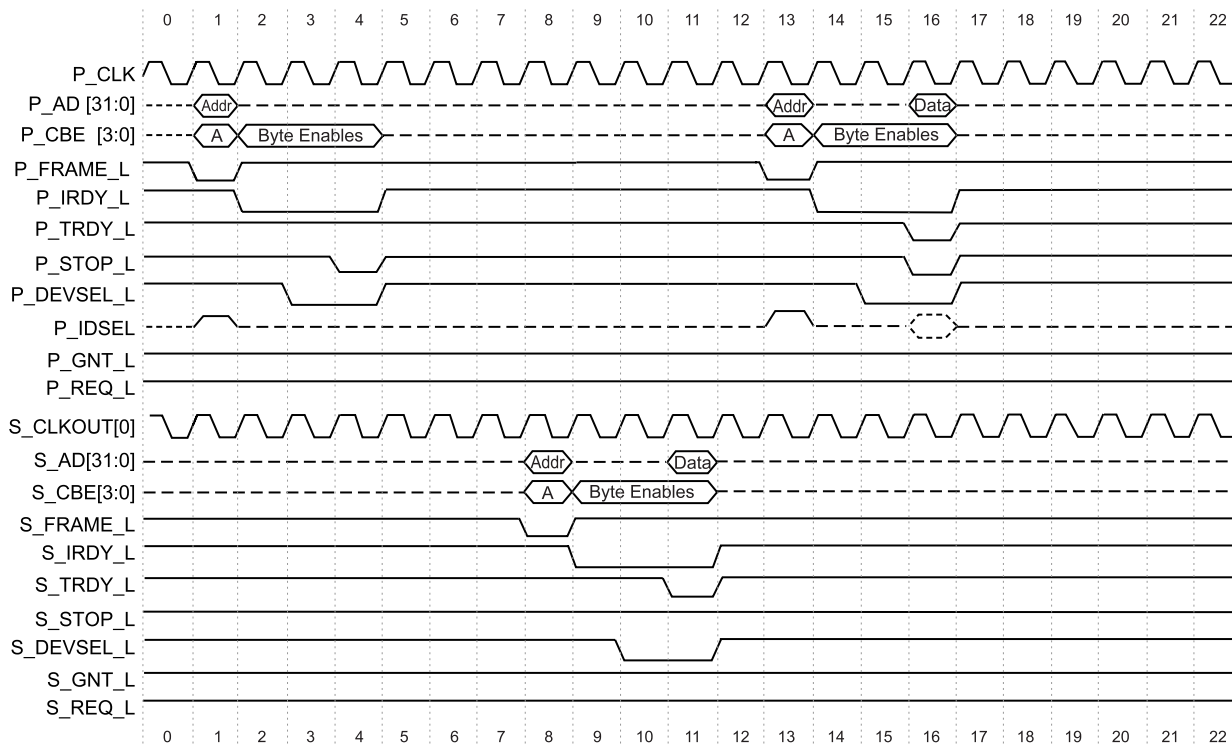 0 1 2 3 4 5 6 7 8 9 10 11 12 13 14 15 16 17 18 19 20 21 22
P_CLK
P_AD [31:0] Addr Addr Data
P_CBE [3:0] A Byte Enables A Byte Enables
P_FRAME_L
P_IRDY_L
P_TRDY_L
P_STOP_L
P_DEVSEL_L
P_IDSEL
P_GNT_L
P_REQ_L
S_CLKOUT[0]
S_AD[31:0] Addr Data
S_CBE[3:0] A Byte Enables
S_FRAME_L
S_IRDY_L
S_TRDY_L
S_STOP_L
S_DEVSEL_L
S_GNT_L
S_REQ_L
0 1 2 3 4 5 6 7 8 9 10 11 12 13 14 15 16 17 18 19 20 21 22